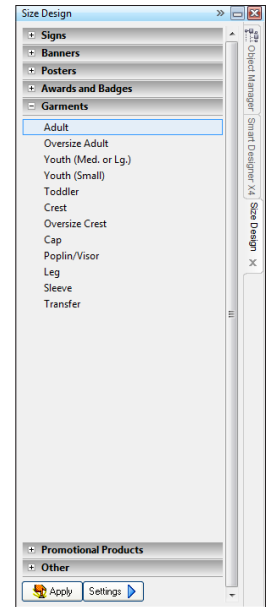 Size Design
Signs
Banners
Posters
Awards and Badges
Garments
Adult
Oversize Adult
Youth (Med. or Lg.)
Youth (Small)
Toddler
Crest
Oversize Crest
Cap
Poplin/Visor
Leg
Sleeve
Transfer
Promotional Products
Other
Apply Settings
Object Manager
Smart Designer X4
Size Design